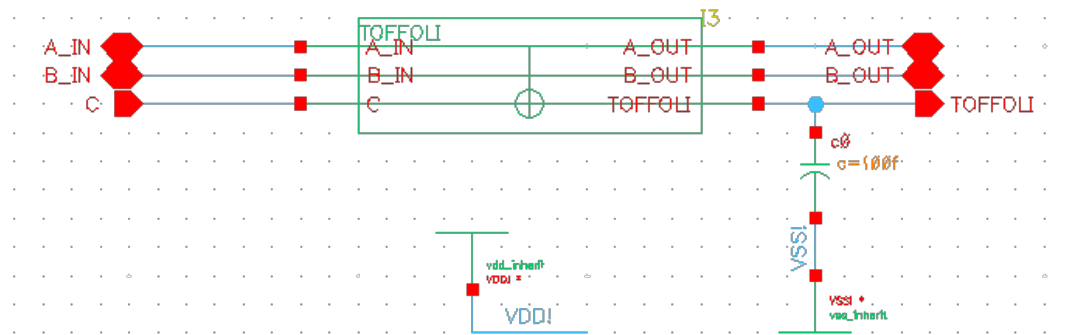 I3
TOFFOLI
A_IN A_IN A_OUT A_OUT
B_IN B_IN B_OUT B_OUT
C C TOFFOLI TOFFOLI
c0
c=100f
VSS!
vdd_inherit
VDD! *
VDD!
VSS! *
vss_inherit